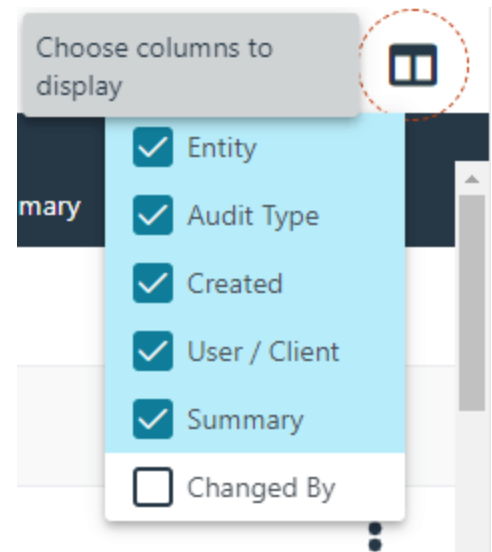 Choose columns to
display
mary
Entity
Audit Type
Created
User / Client
Summary
Changed By